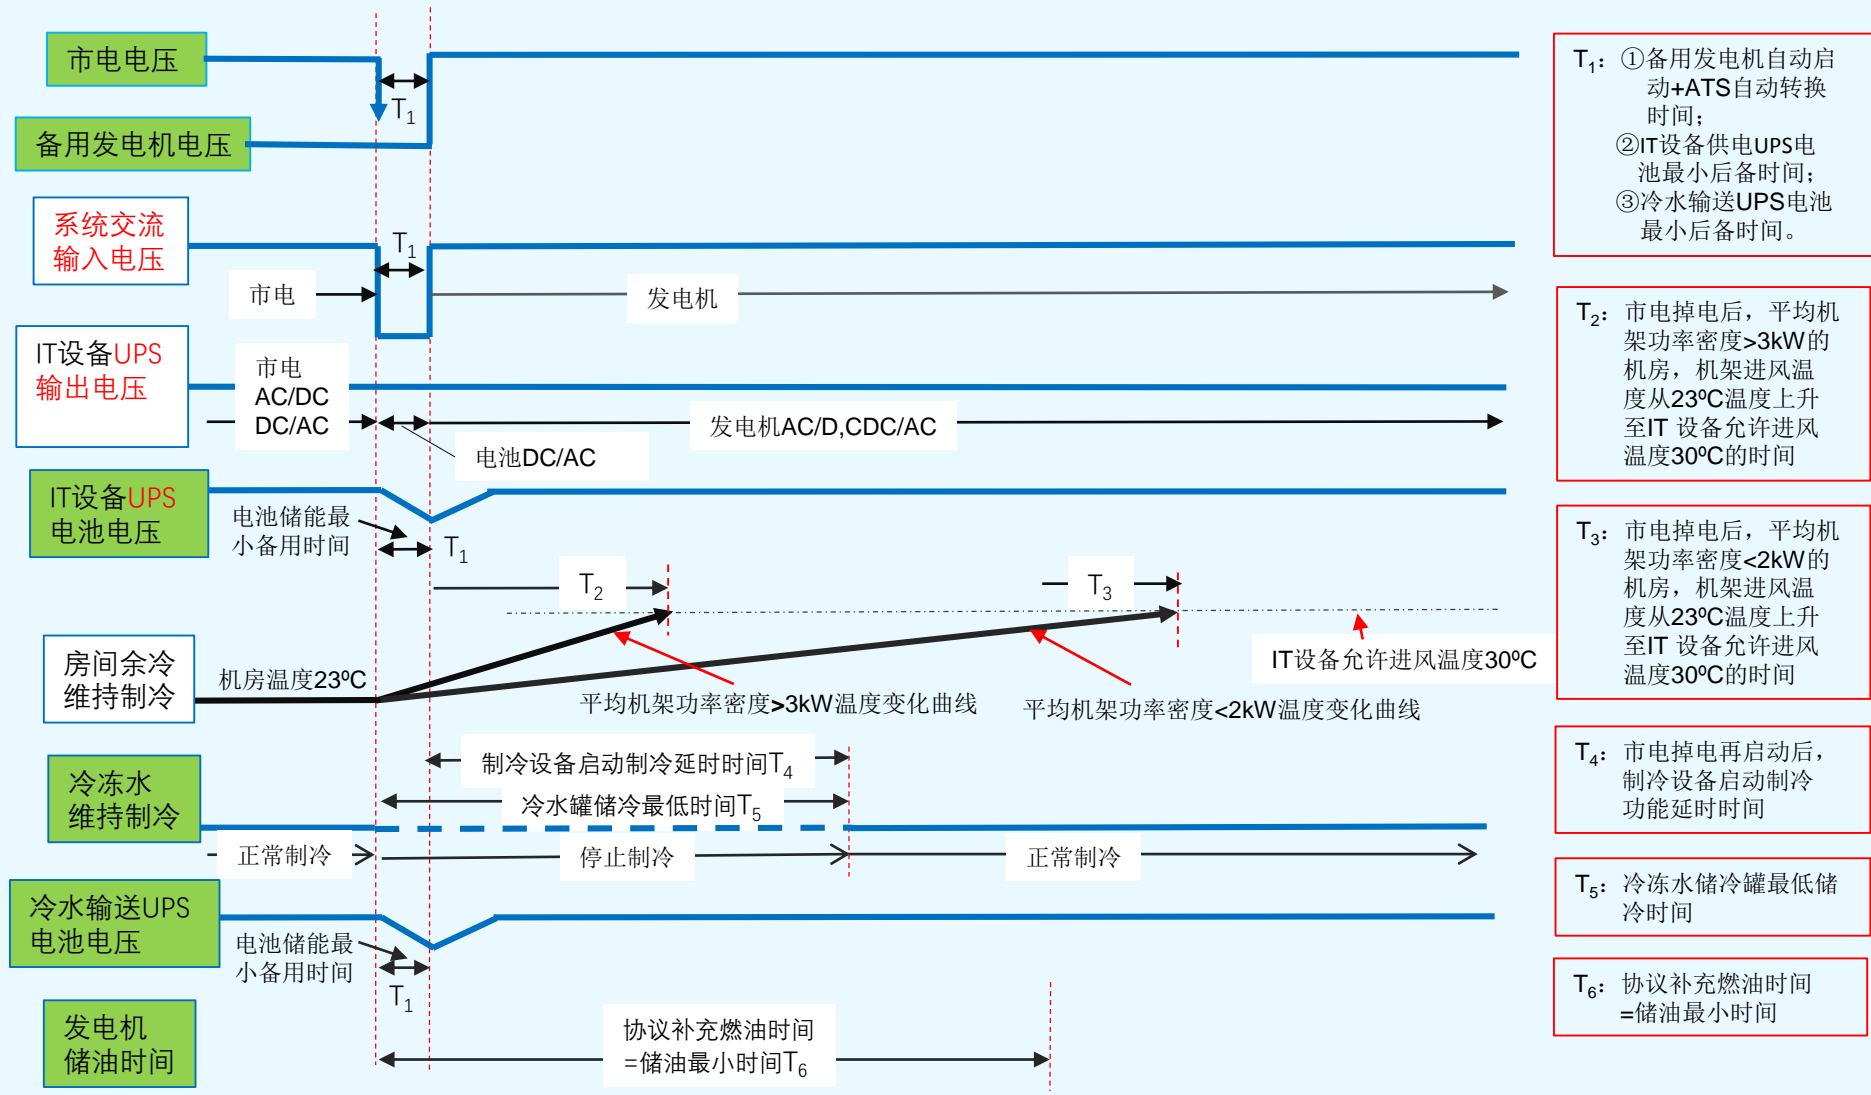 市电电压
T1
备用发电机电压
系统交流
输入电压
T1
市电
发电机
IT设备UPS
输出电压
市电
AC/DC
DC/AC
发电机AC/D,CDC/AC
电池DC/AC
IT设备UPS
电池电压
电池储能最
小备用时间
T1
T2
T3
房间余冷
维持制冷
机房温度23ºC
IT设备允许进风温度30ºC
平均机架功率密度>3kW温度变化曲线
平均机架功率密度<2kW温度变化曲线
制冷设备启动制冷延时时间T4
冷冻水
维持制冷
冷水罐储冷最低时间T5
正常制冷
停止制冷
正常制冷
冷水输送UPS
电池电压
电池储能最
小备用时间
T1
发电机
储油时间
协议补充燃油时间
=储油最小时间T6
T1：①备用发电机自动启
动+ATS自动转换
时间；
②IT设备供电UPS电
池最小后备时间；
③冷水输送UPS电池
最小后备时间。
T2：市电掉电后，平均机
架功率密度>3kW的
机房，机架进风温
度从23ºC温度上升
至IT 设备允许进风
温度30ºC的时间
T3：市电掉电后，平均机
架功率密度<2kW的
机房，机架进风温
度从23ºC温度上升
至IT 设备允许进风
温度30ºC的时间
T4：市电掉电再启动后，
制冷设备启动制冷
功能延时时间
T5：冷冻水储冷罐最低储
冷时间
T6：协议补充燃油时间
=储油最小时间